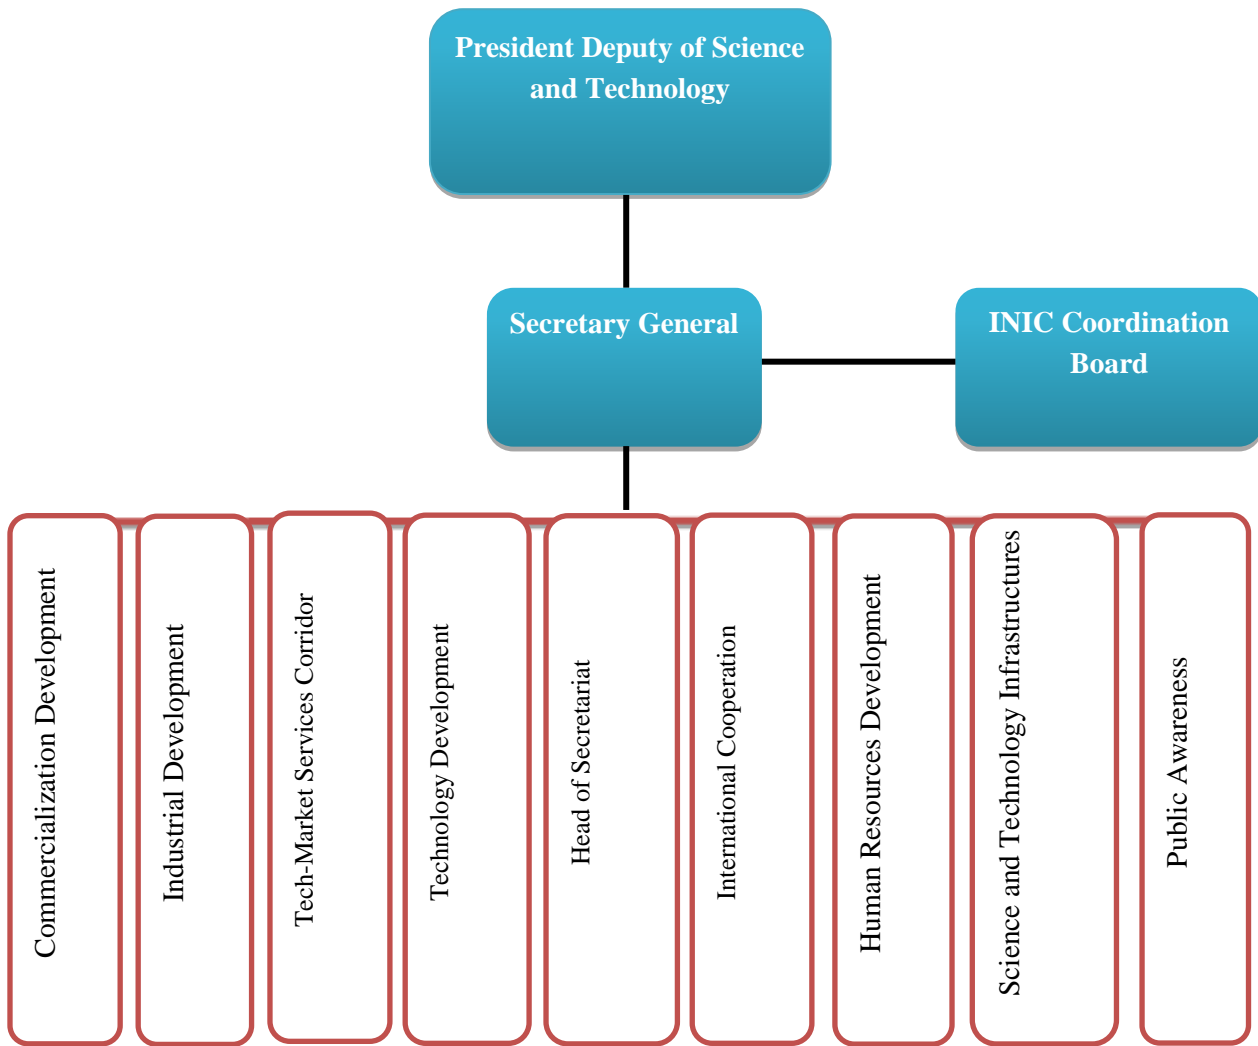 President Deputy of Science
and Technology
Secretary General
INIC Coordination
Board
Commercialization Development
Industrial Development
Tech-Market Services Corridor
Technology Development
Head of Secretariat
International Cooperation
Human Resources Development
Science and Technology Infrastructures
Public Awareness